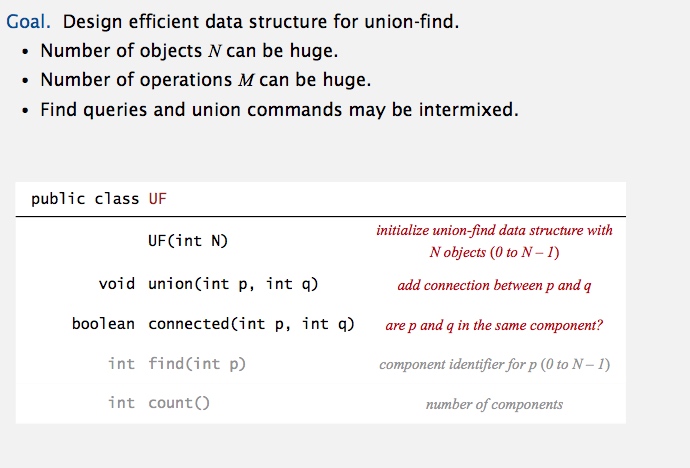 Goal. Design efficient data structure for union-find.
• Number of objects N can be huge.
• Number of operations M can be huge.
• Find queries and union commands may be intermixed.
public class UF
UF(int N) initialize union-find data structure with
N objects (0 to N – 1)
void union(int p, int q) add connection between p and q
boolean connected(int p, int q) are p and q in the same component?
int find(int p) component identifier for p (0 to N – 1)
int count() number of components